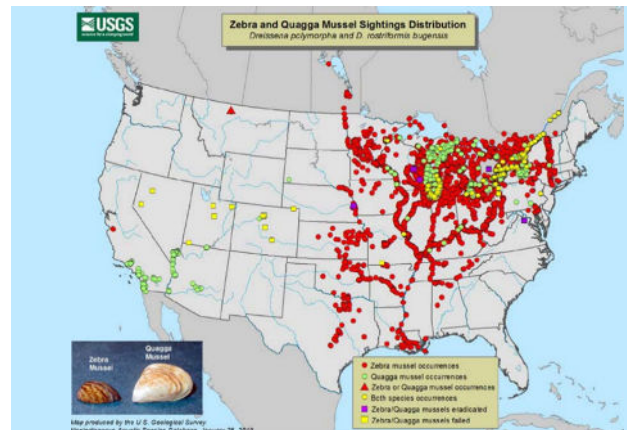 USGS
science for a changing world
Zebra and Quagga Mussel Sightings Distribution
Dreissena polymorpha and D. rostriformis bugensis
Zebra
Mussel
Quagga
Mussel
Zebra mussel occurrences
Quagga mussel occurrences
Zebra or Quagga mussel occurrences
Both species occurrences
Zebra/Quagga mussels eradicated
Zebra/Quagga mussels failed
Map produced by the U.S. Geological Survey